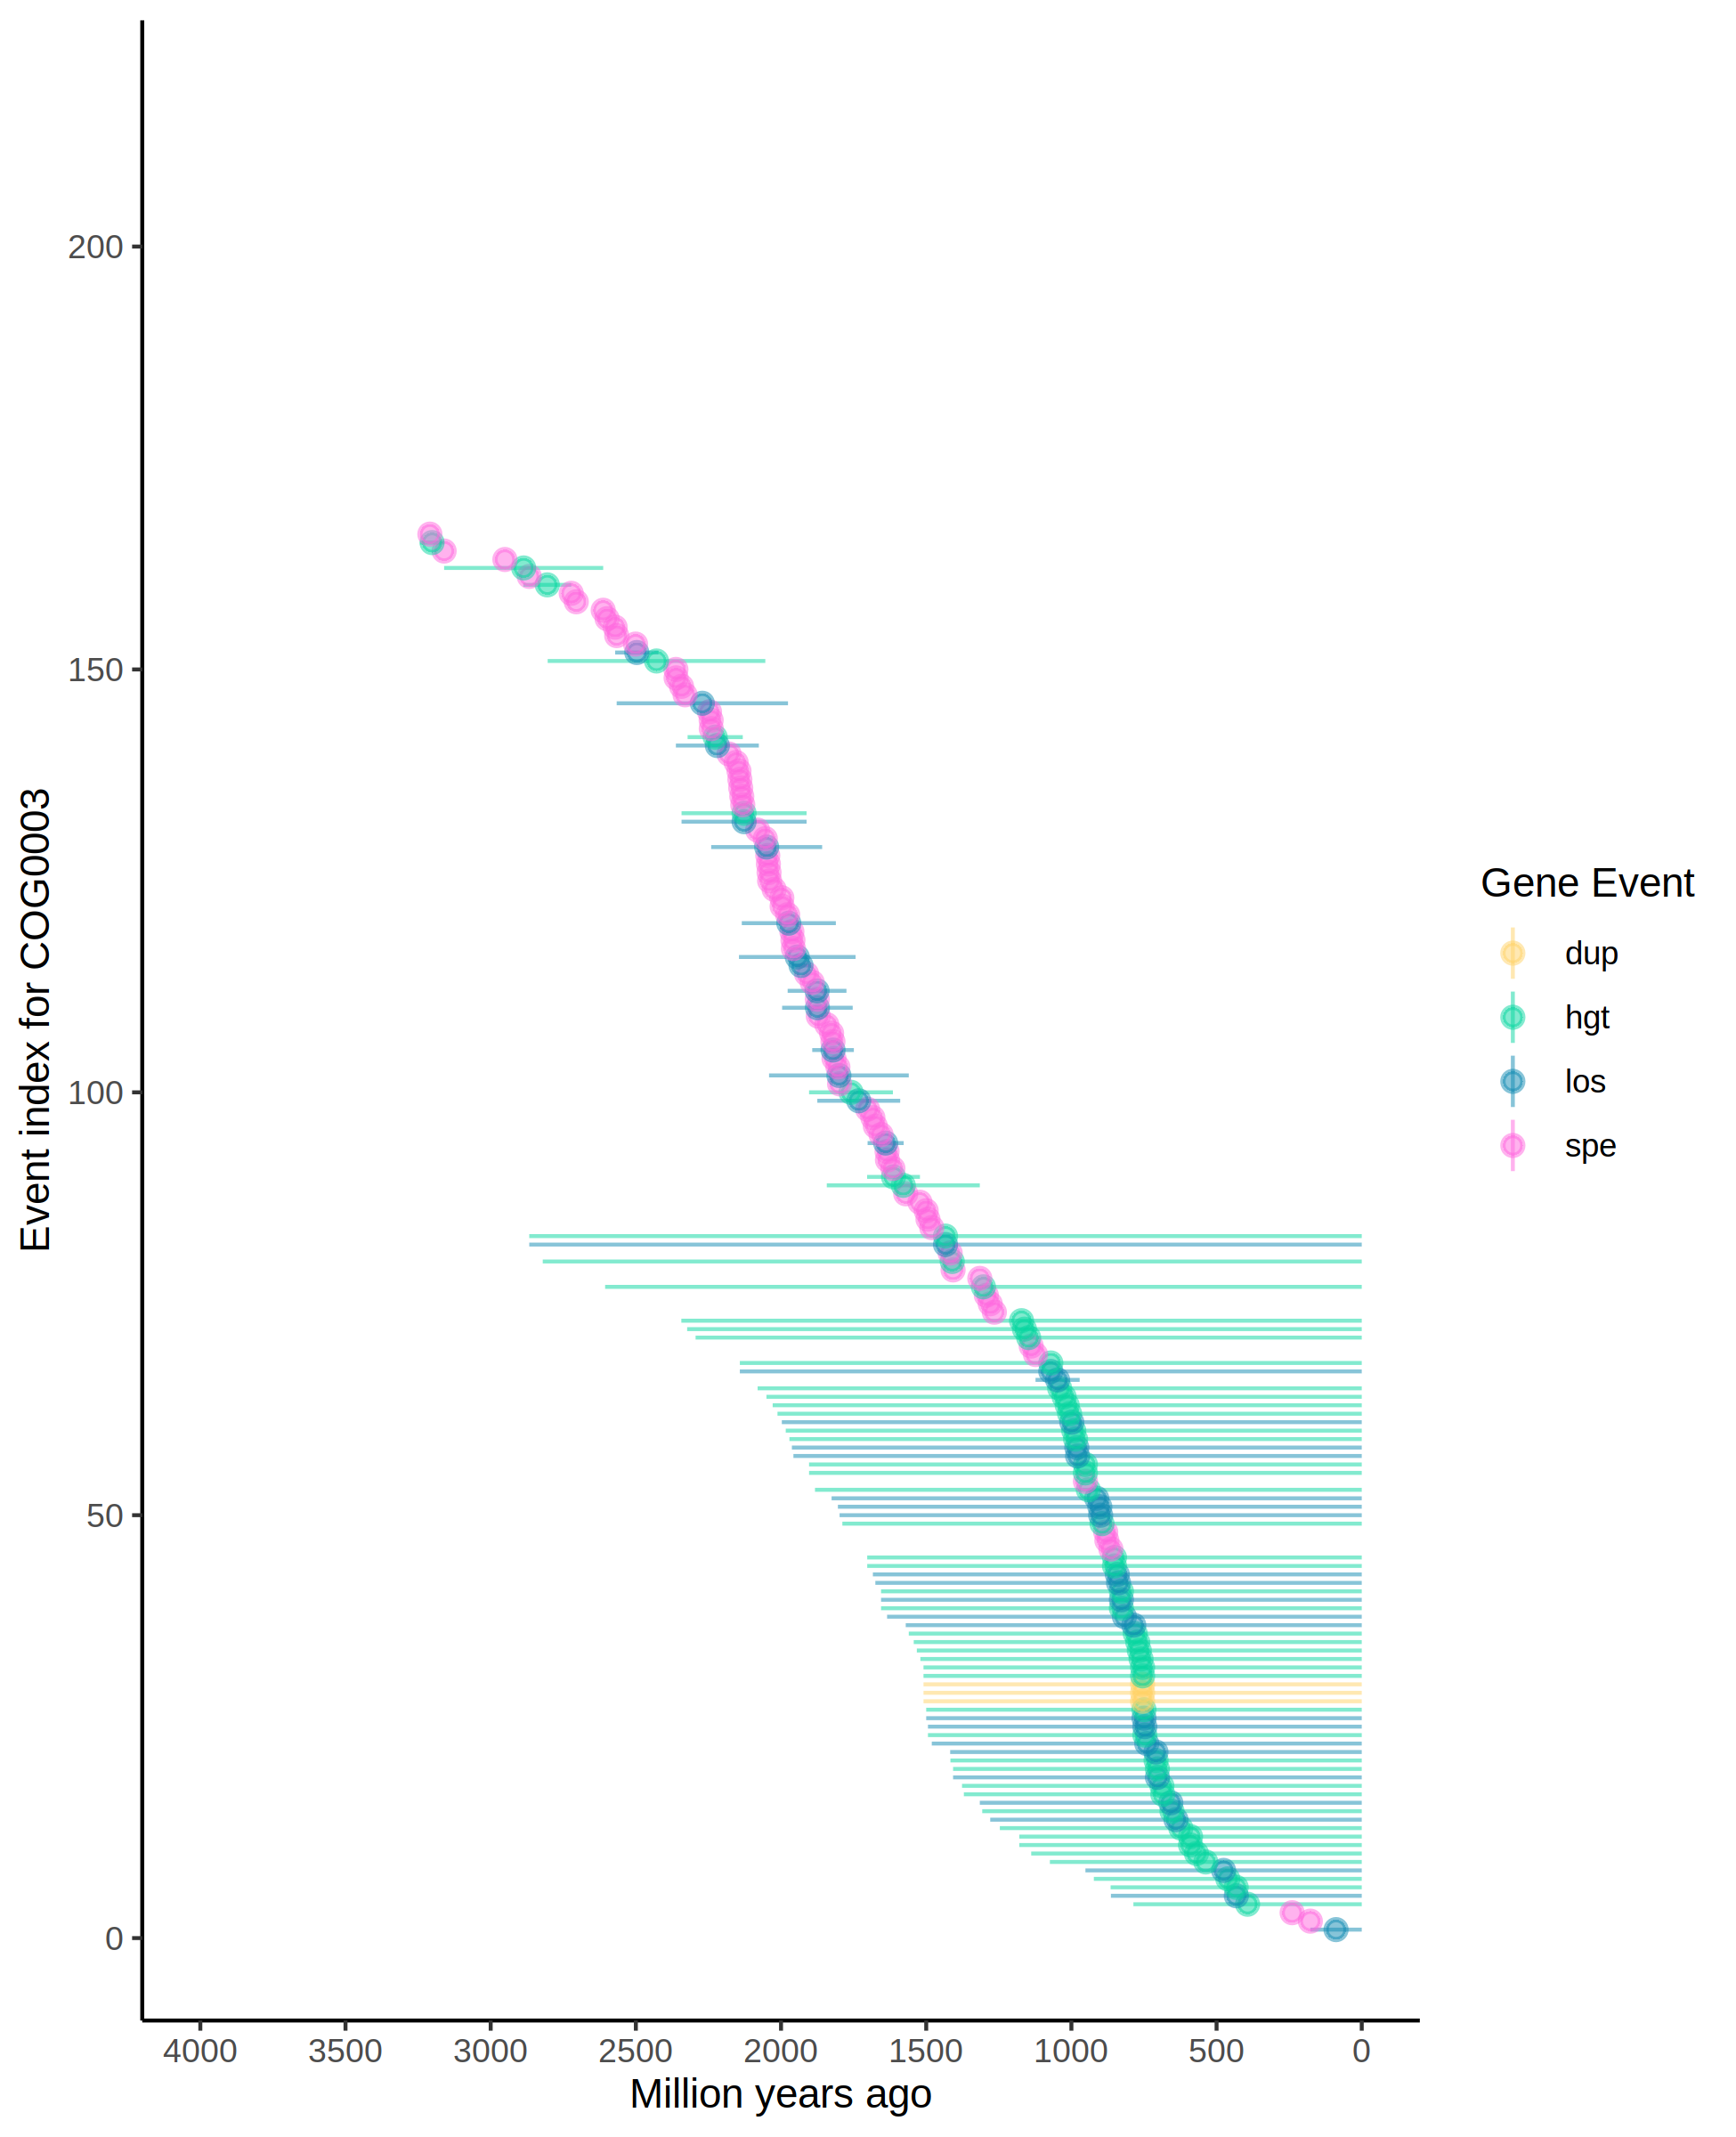 Event index for COG0003
200
150
100
50
0
4000 3500 3000 2500 2000 1500 1000 500 0
Million years ago
Gene Event
dup
hgt
los
spe